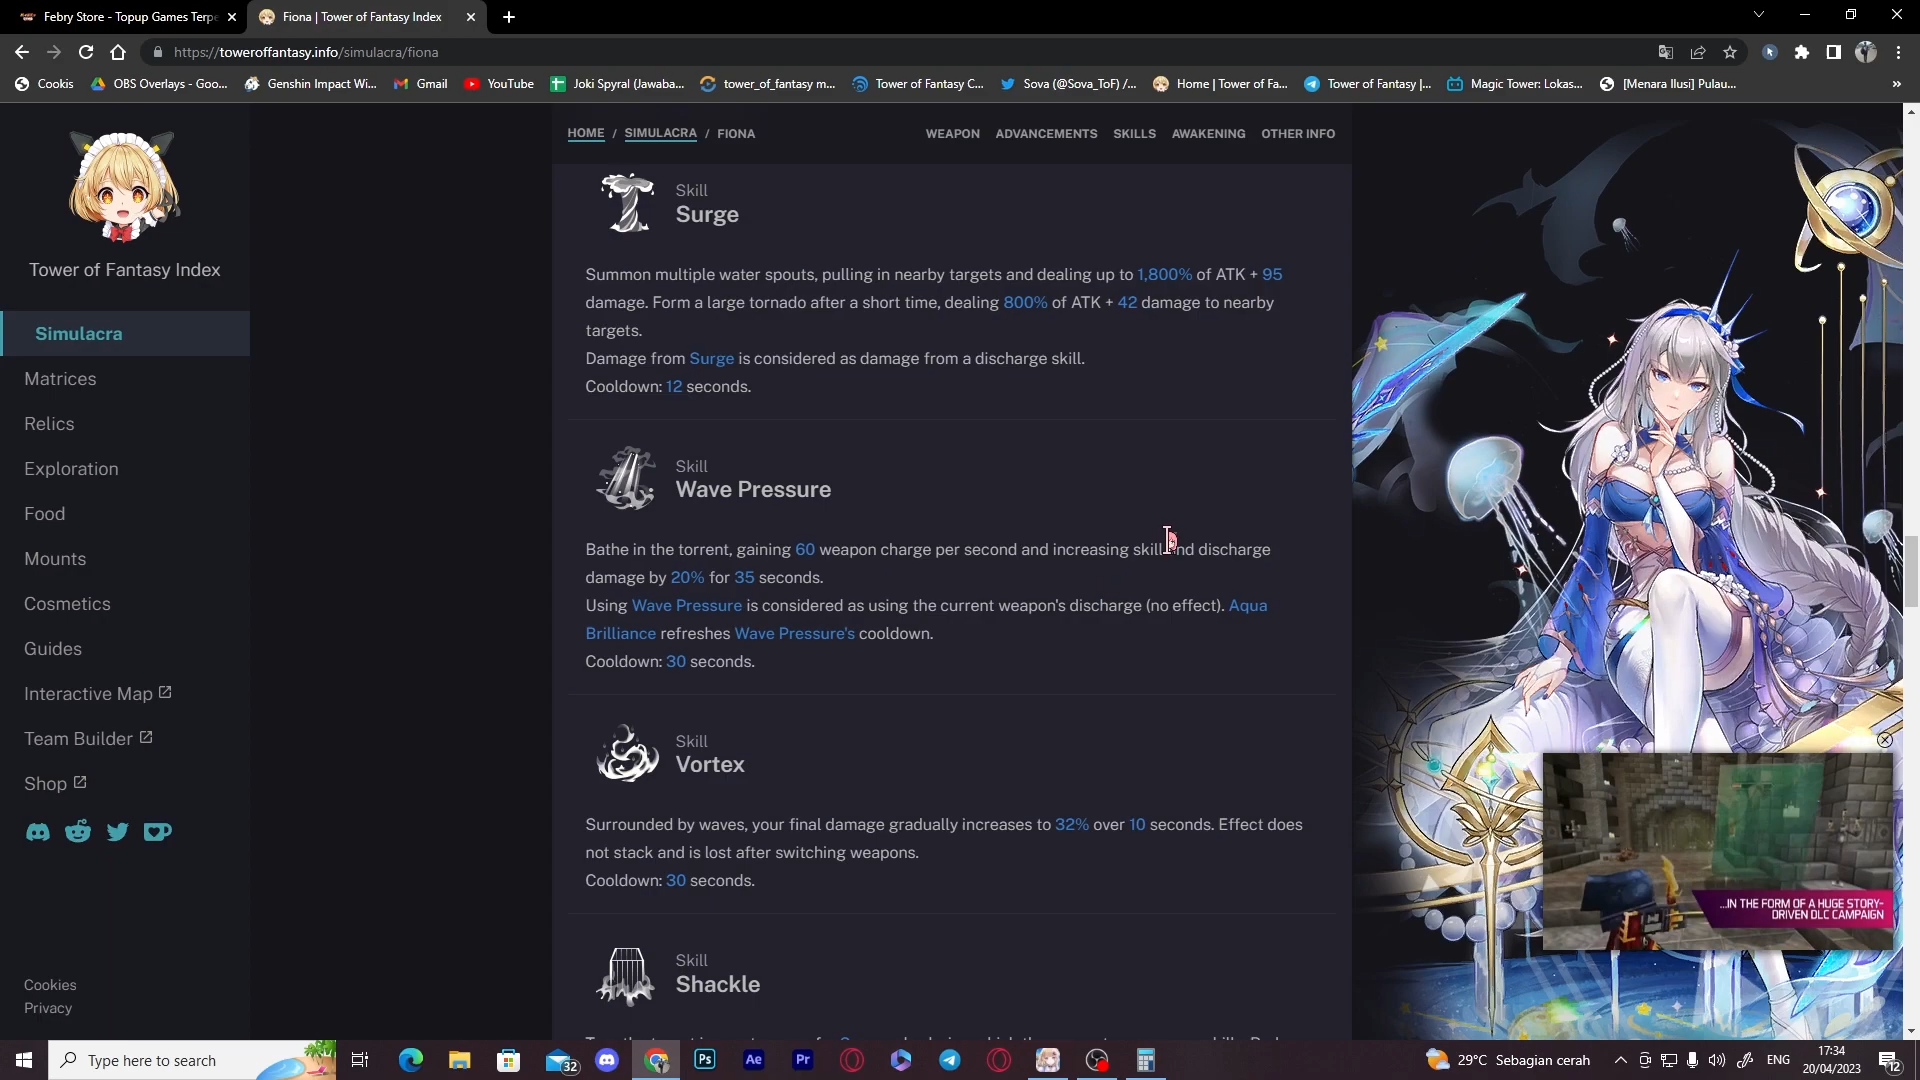 Febry Store - Topup Games Terpe
Fiona | Tower of Fantasy Index
https://toweroffantasy.info/simulacra/fiona
Cookis
OBS Overlays - Goo...
Genshin Impact Wi...
Gmail
YouTube
Joki Spyral (Jawaba...
tower_of_fantasy m...
Tower of Fantasy C...
Sova (@Sova_ToF) /...
Home | Tower of Fa...
Tower of Fantasy |...
Magic Tower: Lokas...
[Menara Ilusi] Pulau...
»
Tower of Fantasy Index
Simulacra
Matrices
Relics
Exploration
Food
Mounts
Cosmetics
Guides
Interactive Map
Team Builder
Shop
Cookies
Privacy
HOME / SIMULACRA / FIONA
WEAPON ADVANCEMENTS SKILLS AWAKENING OTHER INFO
Skill
Surge
Summon multiple water spouts, pulling in nearby targets and dealing up to 1,800% of ATK + 95
damage. Form a large tornado after a short time, dealing 800% of ATK + 42 damage to nearby
targets.
Damage from Surge is considered as damage from a discharge skill.
Cooldown: 12 seconds.
Skill
Wave Pressure
Bathe in the torrent, gaining 60 weapon charge per second and increasing skill and discharge
damage by 20% for 35 seconds.
Using Wave Pressure is considered as using the current weapon's discharge (no effect). Aqua
Brilliance refreshes Wave Pressure's cooldown.
Cooldown: 30 seconds.
Skill
Vortex
Surrounded by waves, your final damage gradually increases to 32% over 10 seconds. Effect does
not stack and is lost after switching weapons.
Cooldown: 30 seconds.
Skill
Shackle
...IN THE FORM OF A HUGE STORY-
DRIVEN DLC CAMPAIGN
Type here to search
32
Ps
Ae
Pr
29°C Sebagian cerah
ENG
17:34
20/04/2023
12